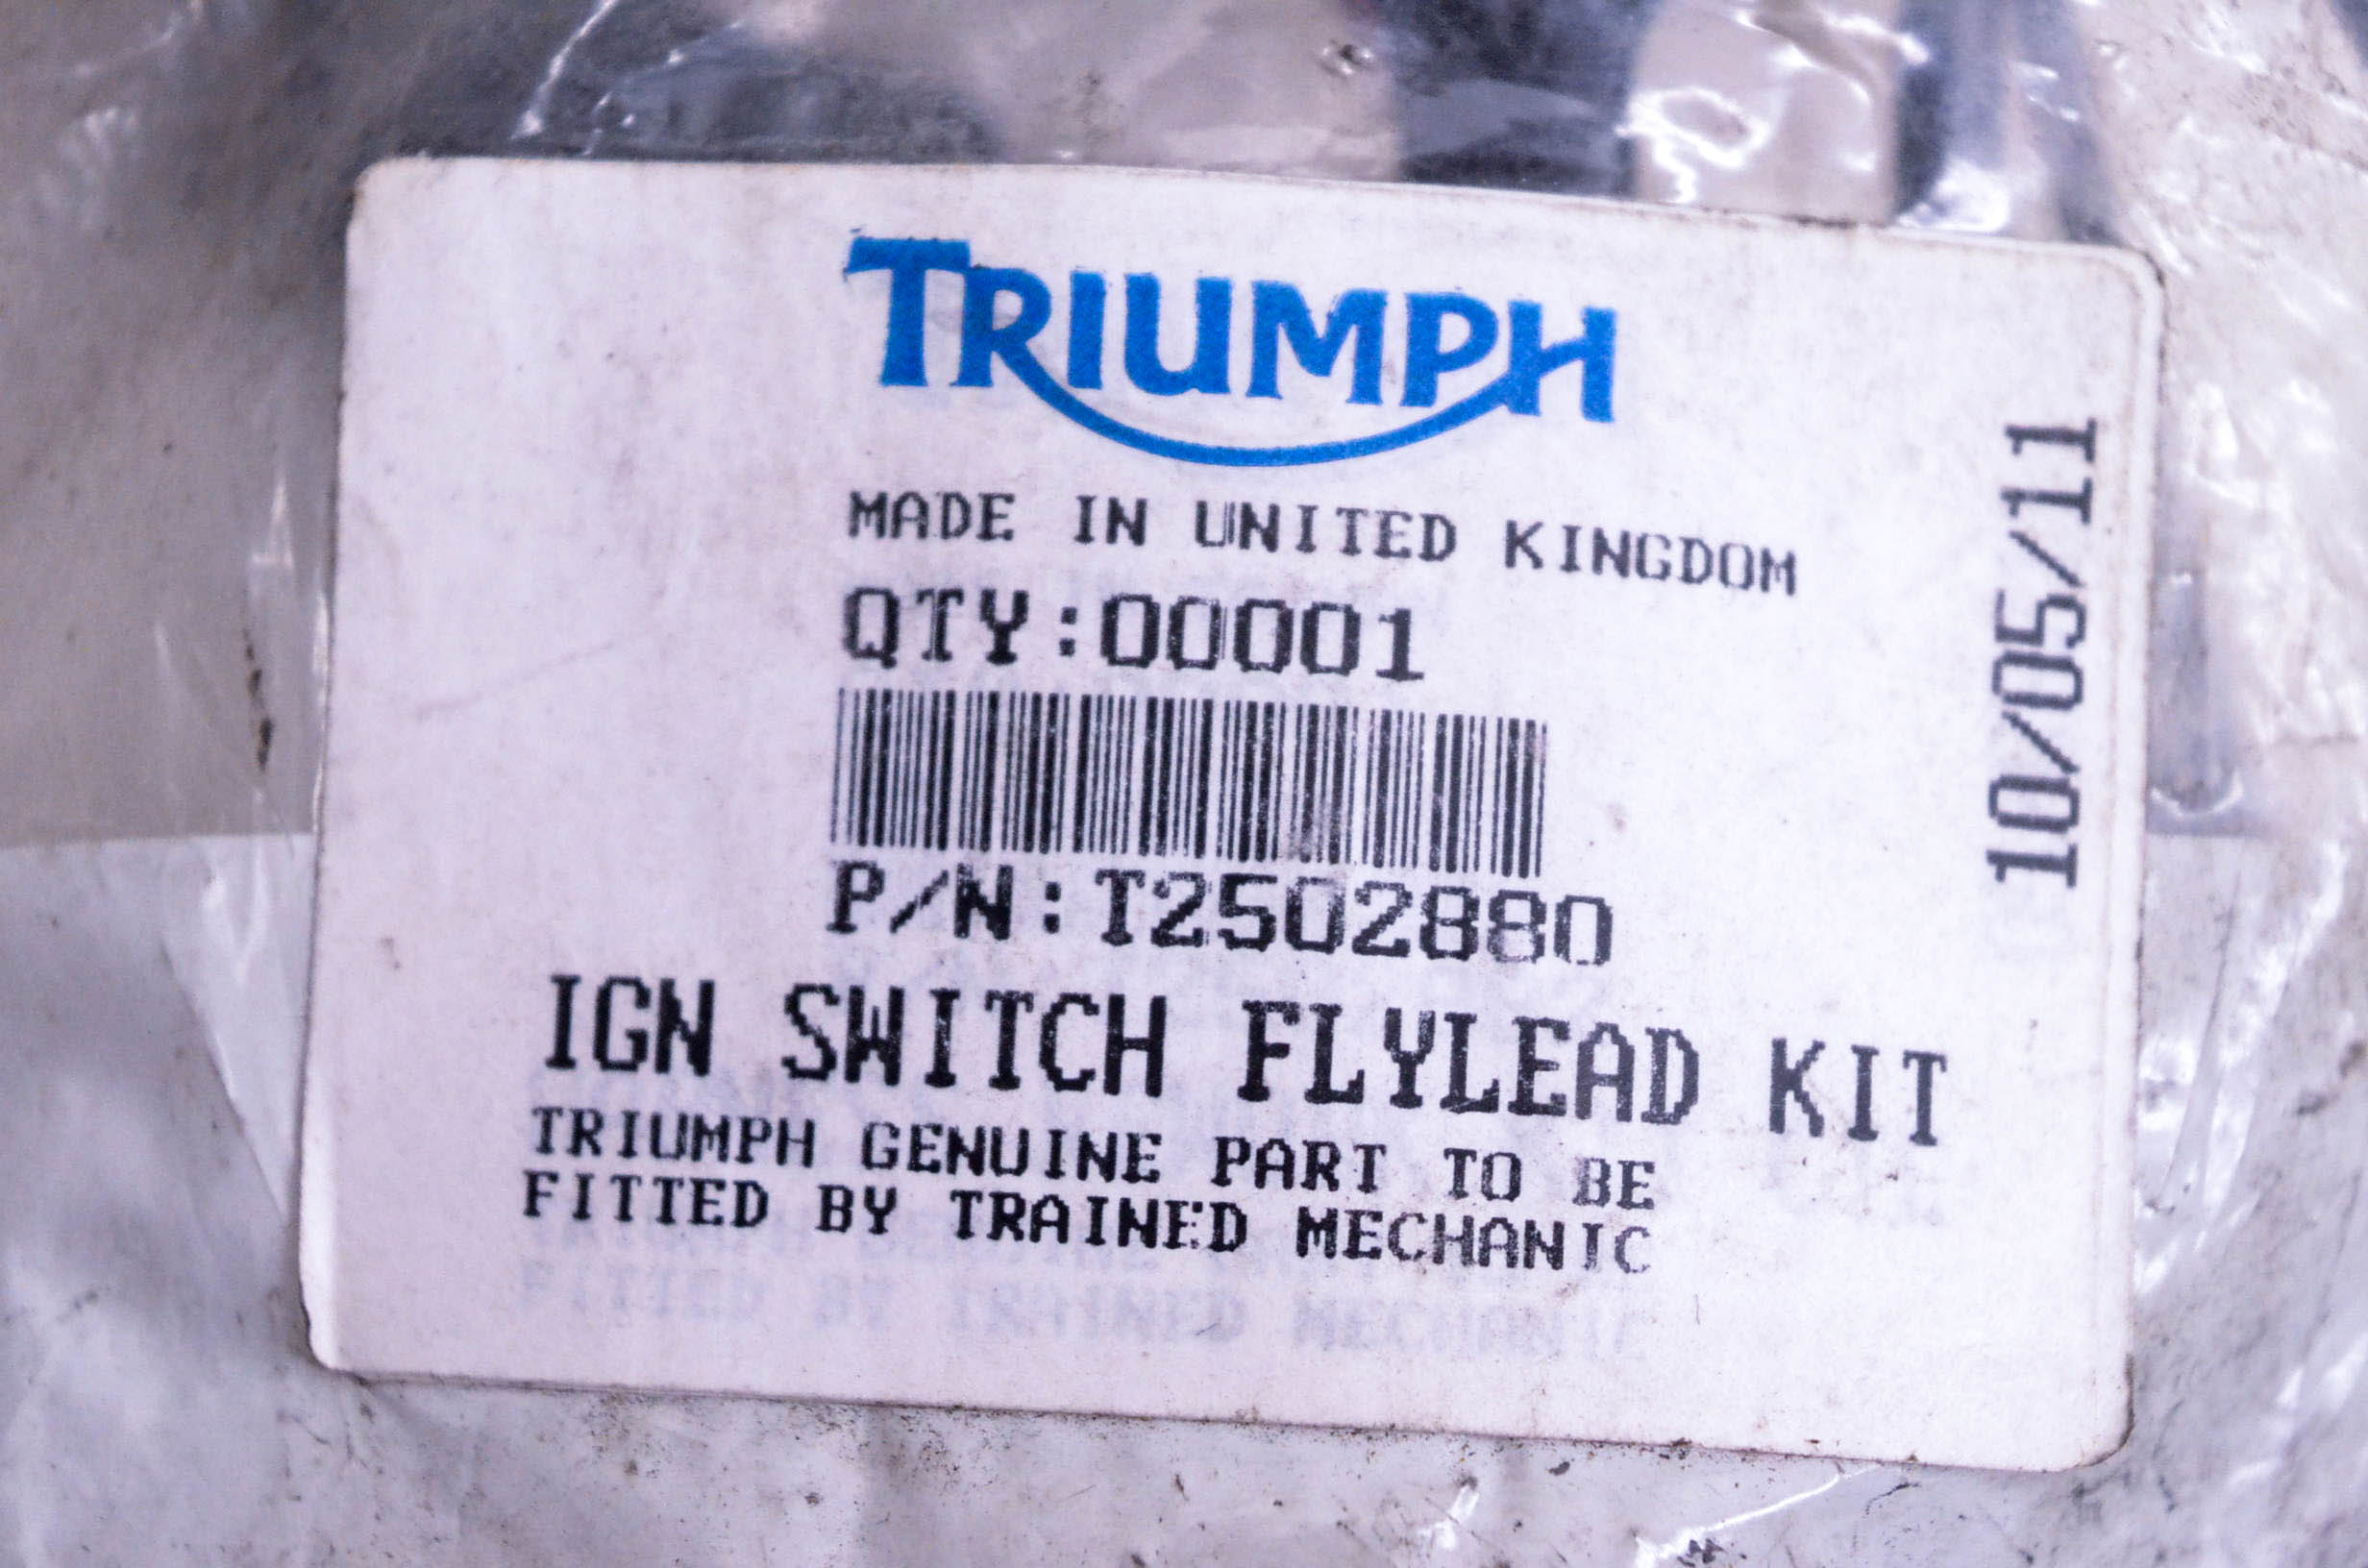 TRIUMPH
MADE IN UNITED KINGDOM
QTY:00001
P/N:T2502880
IGN SWITCH FLYLEAD KIT
TRIUMPH GENUINE PART TO BE
FITTED BY TRAINED MECHANIC
10/05/11